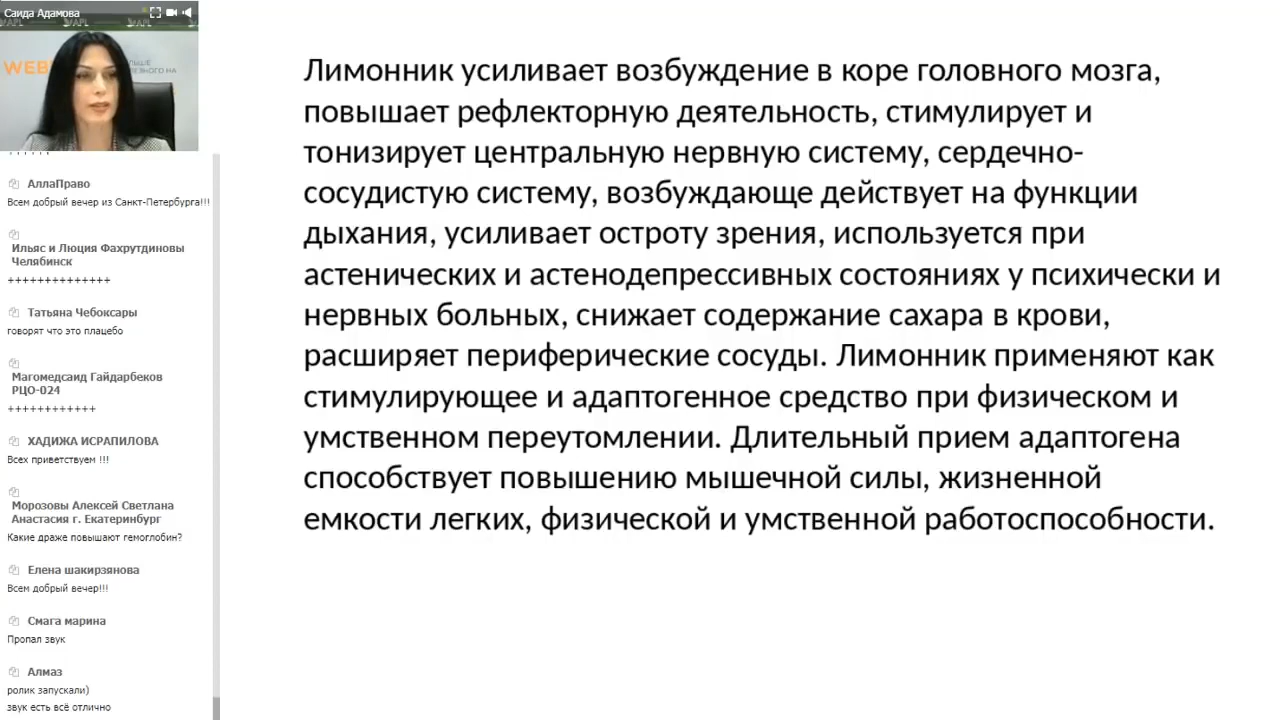 Саида Адамова
WEB
НОГО НА
Лимонник усиливает возбуждение в коре головного мозга,
повышает рефлекторную деятельность, стимулирует и
тонизирует центральную нервную систему, сердечно-
сосудистую систему, возбуждающе действует на функции
дыхания, усиливает остроту зрения, используется при
астенических и астенодепрессивных состояниях у психически и
нервных больных, снижает содержание сахара в крови,
расширяет периферические сосуды. Лимонник применяют как
стимулирующее и адаптогенное средство при физическом и
умственном переутомлении. Длительный прием адаптогена
способствует повышению мышечной силы, жизненной
емкости легких, физической и умственной работоспособности.
АллаПраво
Всем добрый вечер из Санкт-Петербурга!!!
Ильяс и Люция Фахрутдиновы
Челябинск
++++++++++++++
Татьяна Чебоксары
говорят что это плацебо
Магомедсаид Гайдарбеков
РЦО-024
++++++++++++
ХАДИЖА ИСРАПИЛОВА
Всех приветствуем !!!
Морозовы Алексей Светлана
Анастасия г. Екатеринбург
Какие драже повышают гемоглобин?
Елена шакирзянова
Всем добрый вечер!!!
Смага марина
Пропал звук
Алмаз
ролик запускали)
звук есть всё отлично